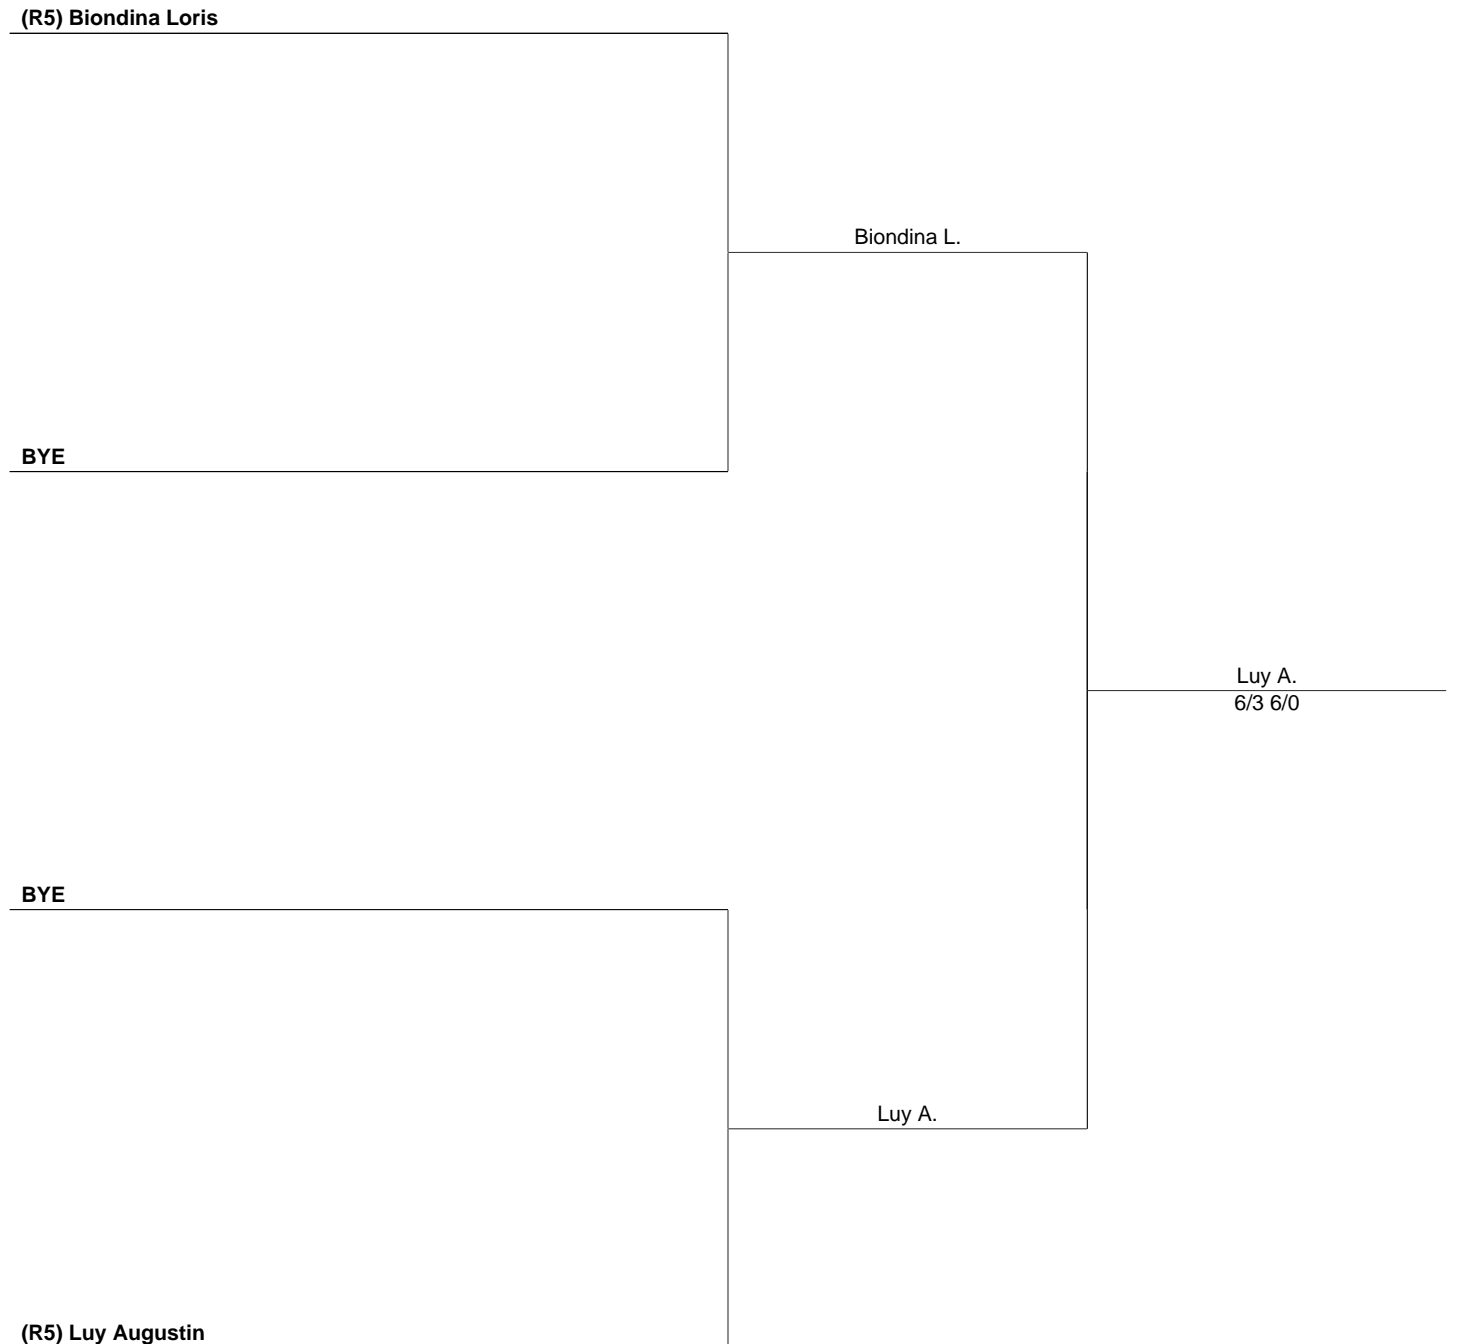 (R5) Biondina Loris
Biondina L.
BYE
Luy A.
6/3 6/0
BYE
Luy A.
(R5) Luy Augustin